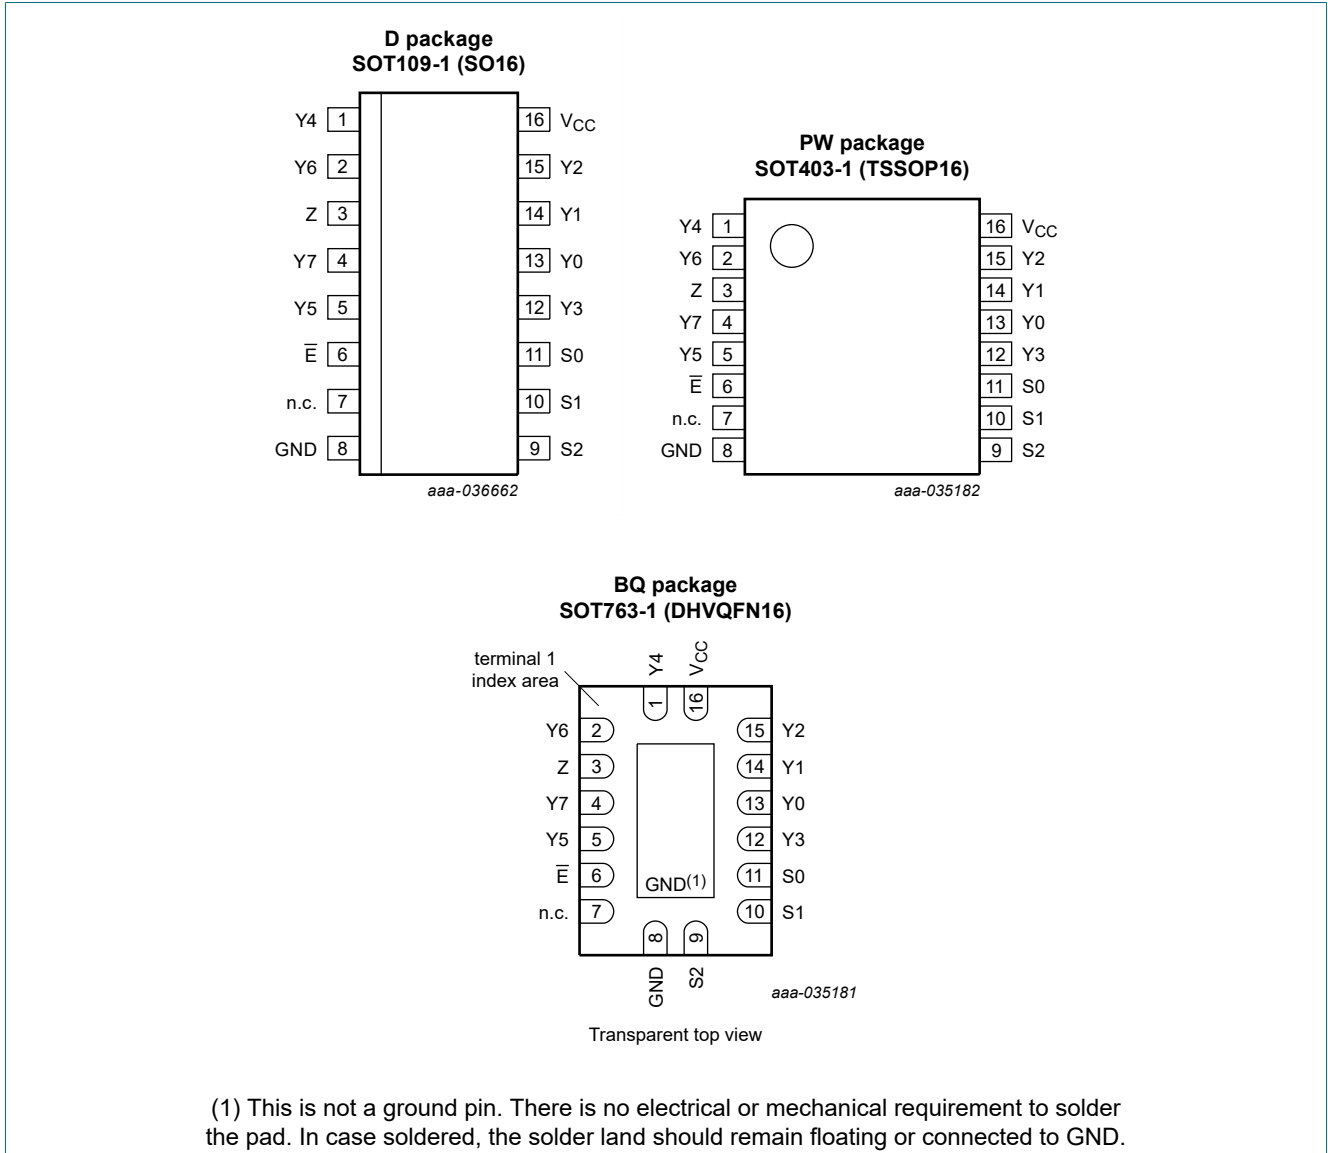 D package
SOT109-1 (SO16)
Y4 1 16 VCC
Y6 2 15 Y2
Z 3 14 Y1
Y7 4 13 Y0
Y5 5 12 Y3
E̅ 6 11 S0
n.c. 7 10 S1
GND 8 9 S2
aaa-036662
PW package
SOT403-1 (TSSOP16)
Y4 1 16 VCC
Y6 2 15 Y2
Z 3 14 Y1
Y7 4 13 Y0
Y5 5 12 Y3
E̅ 6 11 S0
n.c. 7 10 S1
GND 8 9 S2
aaa-035182
BQ package
SOT763-1 (DHVQFN16)
terminal 1
index area
Y4 VCC
1 16
Y6 2 15 Y2
Z 3 14 Y1
Y7 4 13 Y0
Y5 5 12 Y3
E̅ 6 11 S0
GND(1)
n.c. 7 10 S1
8 9
GND S2
aaa-035181
Transparent top view
(1) This is not a ground pin. There is no electrical or mechanical requirement to solder
the pad. In case soldered, the solder land should remain floating or connected to GND.